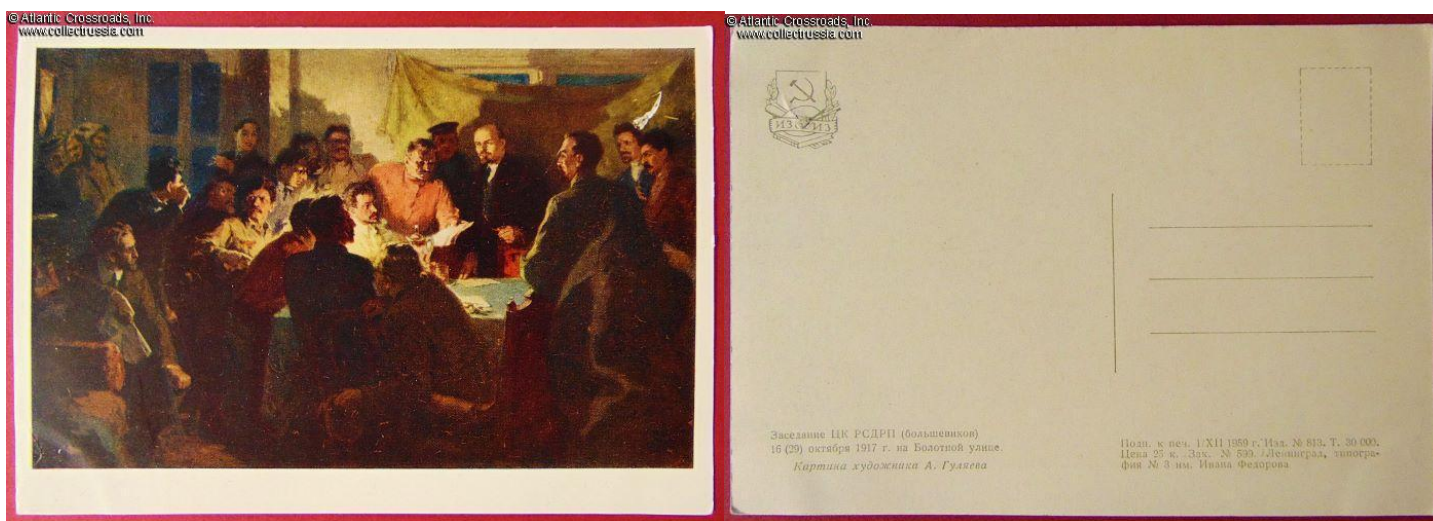 © Atlantic Crossroads, Inc.
www.collectrussia.com
© Atlantic Crossroads, Inc.
www.collectrussia.com
ИЗОГИЗ
Заседание ЦК РСДРП (большевиков)
16 (29) октября 1917 г. на Болотной улице.
Картина художника А. Гуляева
Подп. к печ. 1/XII 1959 г. Изд. № 813. Т. 30 000.
Цена 25 к. Зак. № 599. Ленинград, типогра-
фия № 3 им. Ивана Федорова